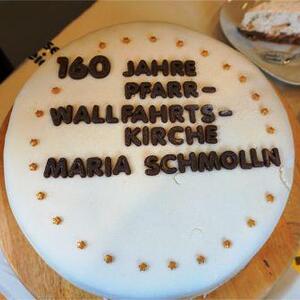 160 JAHRE
PFARR-
WALLFAHRTS-
KIRCHE
MARIA SCHMOLLN